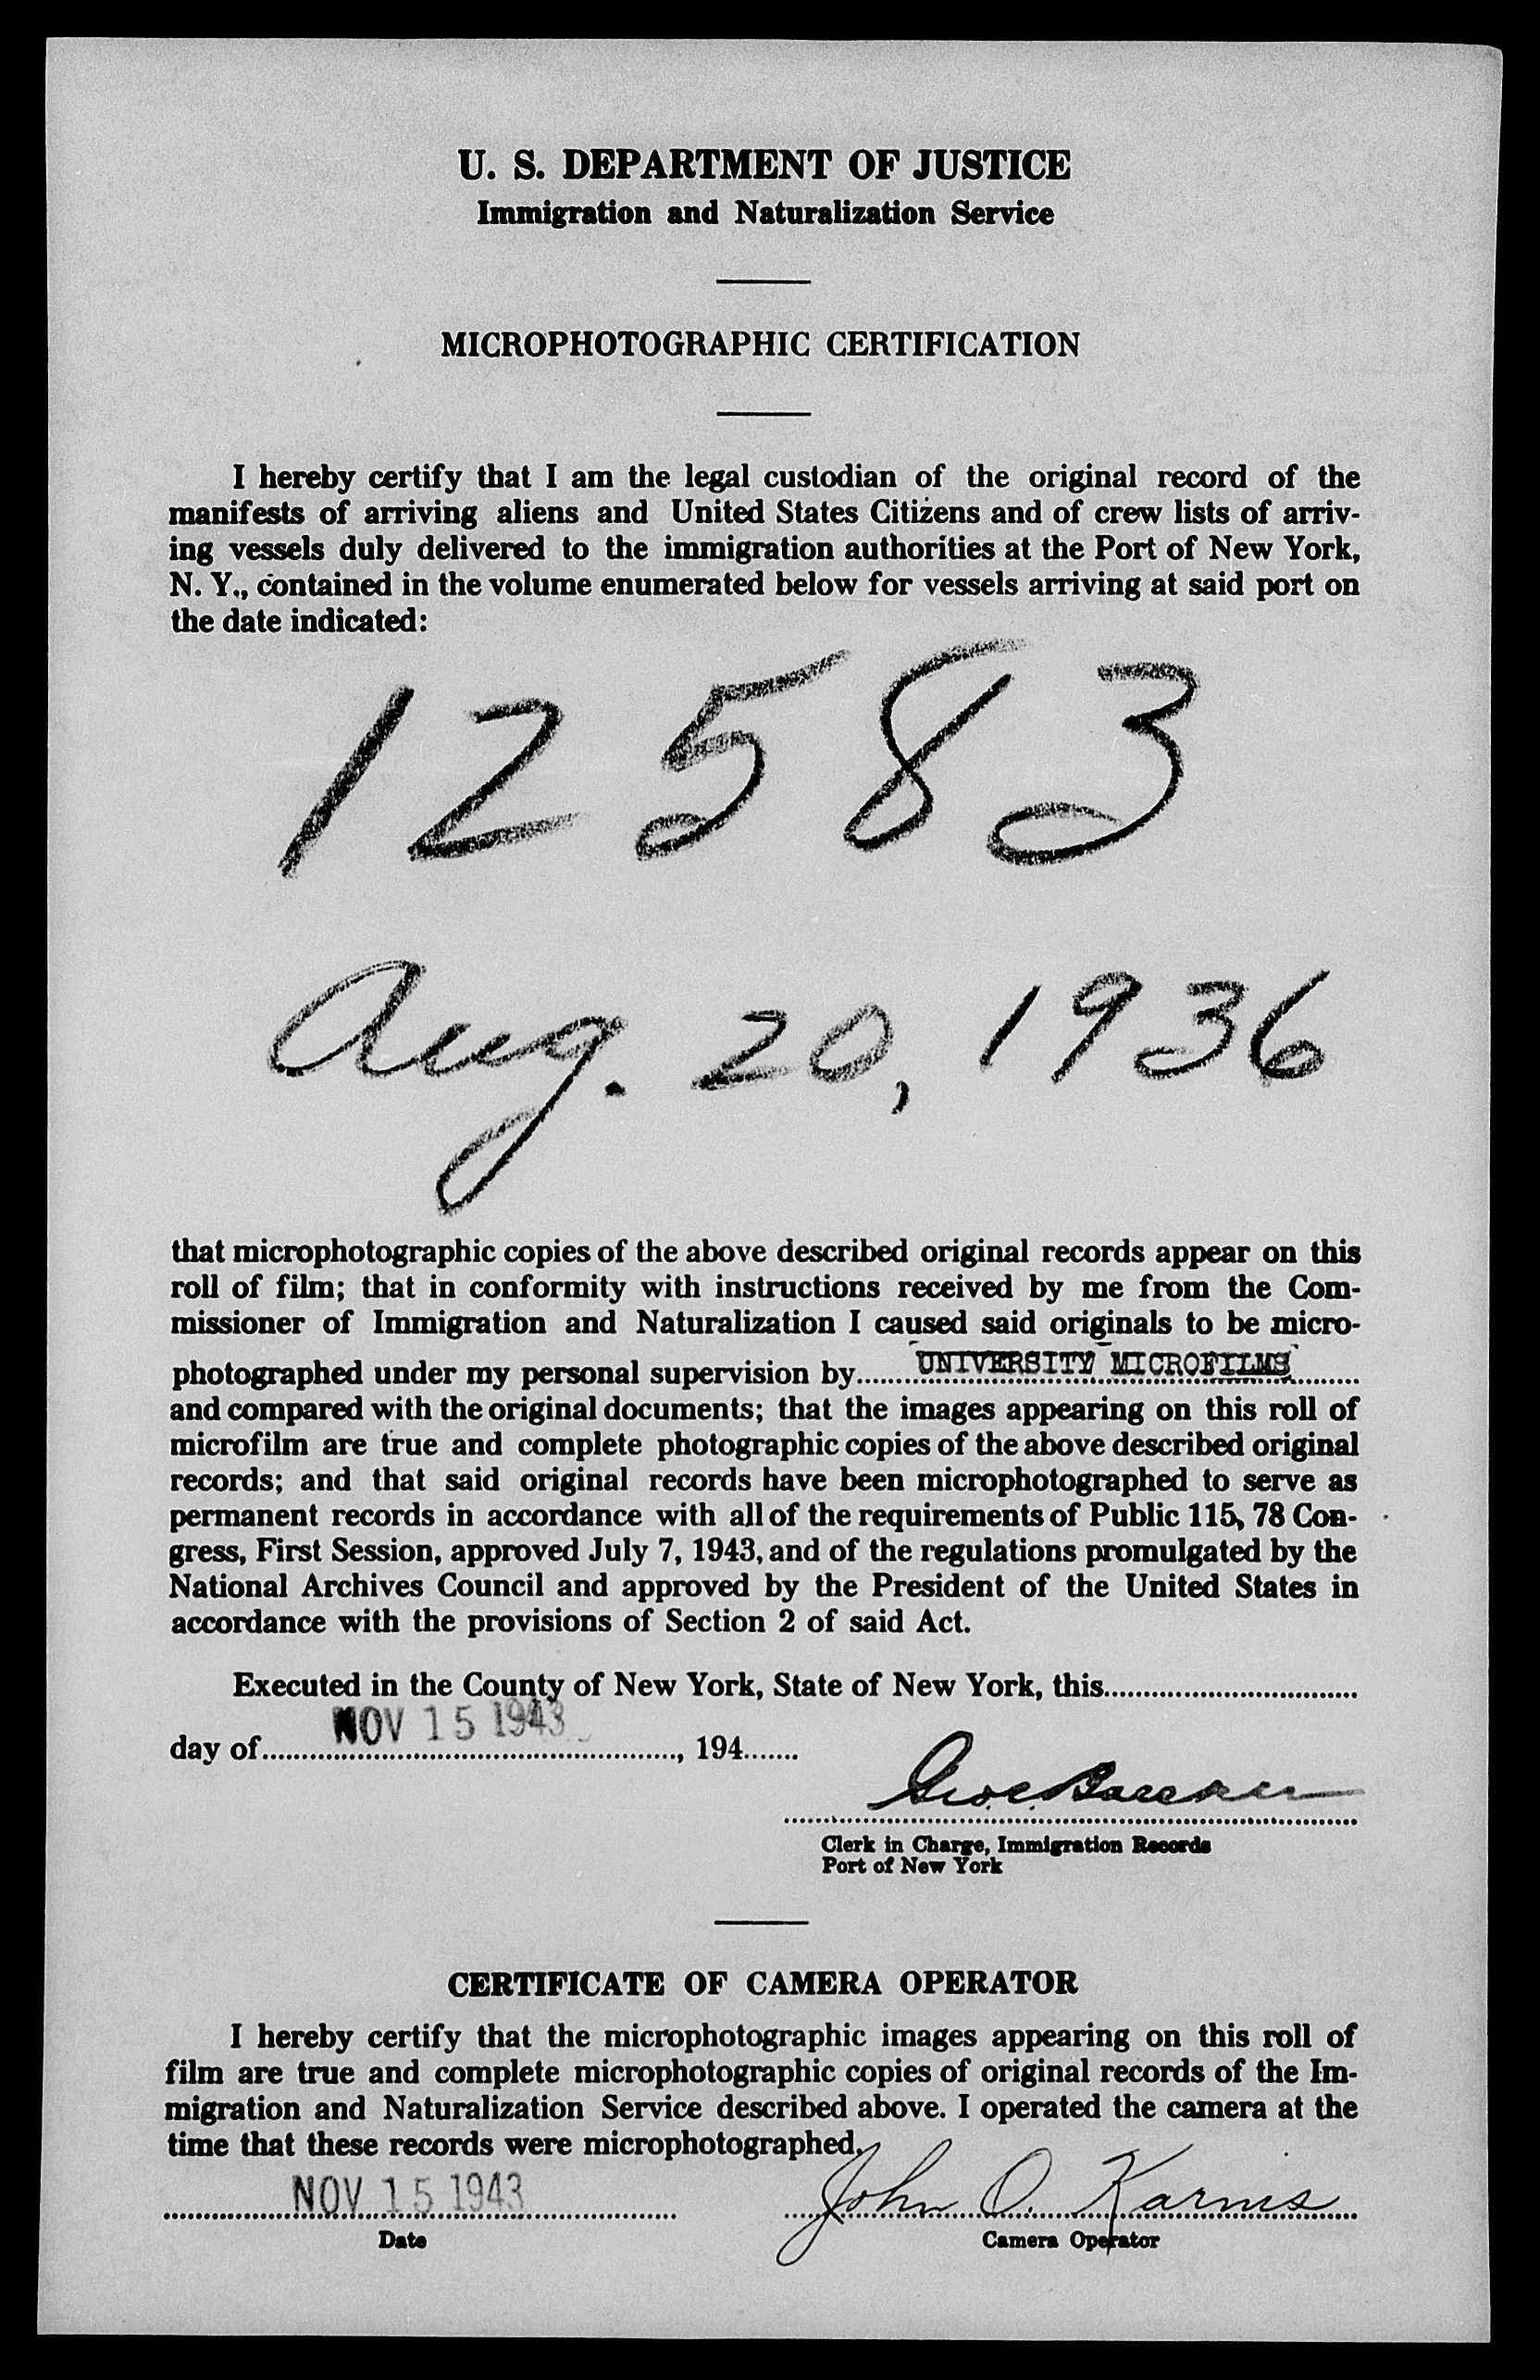 U. S. DEPARTMENT OF JUSTICE
Immigration and Naturalization Service
MICROPHOTOGRAPHIC CERTIFICATION
I hereby certify that I am the legal custodian of the original record of the
manifests of arriving aliens and United States Citizens and of crew lists of arriv-
ing vessels duly delivered to the immigration authorities at the Port of New York,
N. Y., contained in the volume enumerated below for vessels arriving at said port on
the date indicated:
12583
Aug. 20, 1936
that microphotographic copies of the above described original records appear on this
roll of film; that in conformity with instructions received by me from the Com-
missioner of Immigration and Naturalization I caused said originals to be micro-
photographed under my personal supervision by UNIVERSITY MICROFILMS
and compared with the original documents; that the images appearing on this roll of
microfilm are true and complete photographic copies of the above described original
records; and that said original records have been microphotographed to serve as
permanent records in accordance with all of the requirements of Public 115, 78 Con-
gress, First Session, approved July 7, 1943, and of the regulations promulgated by the
National Archives Council and approved by the President of the United States in
accordance with the provisions of Section 2 of said Act.
Executed in the County of New York, State of New York, this
NOV 15 1943
day of, 194
Clerk in Charge, Immigration Records
Port of New York
CERTIFICATE OF CAMERA OPERATOR
I hereby certify that the microphotographic images appearing on this roll of
film are true and complete microphotographic copies of original records of the Im-
migration and Naturalization Service described above. I operated the camera at the
time that these records were microphotographed.
NOV 15 1943 John O. Karnis
Date Camera Operator